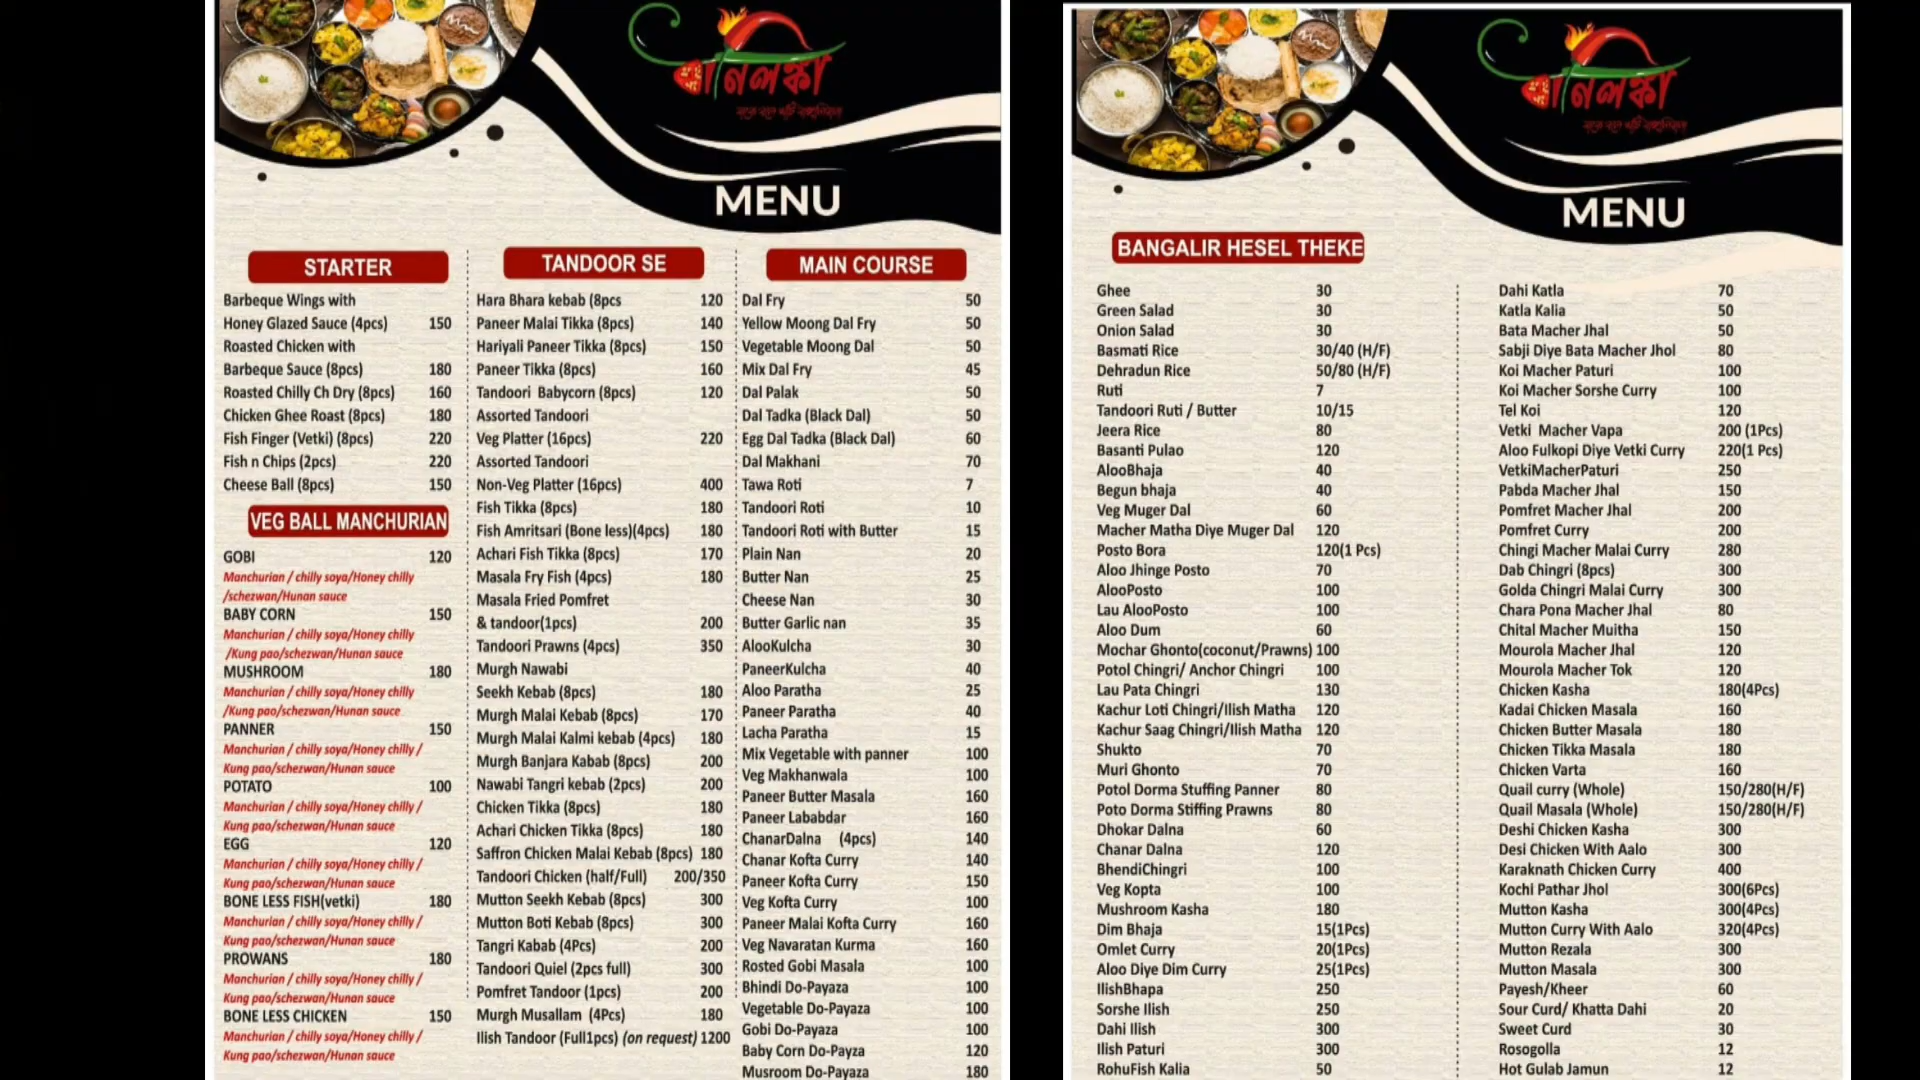 ধানিলঙ্কা
MENU
STARTER
Barbeque Wings with
Honey Glazed Sauce (4pcs) 150
Roasted Chicken with
Barbeque Sauce (8pcs) 180
Roasted Chilly Ch Dry (8pcs) 160
Chicken Ghee Roast (8pcs) 180
Fish Finger (Vetki) (8pcs) 220
Fish n Chips (2pcs) 220
Cheese Ball (8pcs) 150
VEG BALL MANCHURIAN
GOBI 120
Manchurian / chilly soya/Honey chilly
/schezwan/Hunan sauce
BABY CORN 150
Manchurian / chilly soya/Honey chilly
/Kung pao/schezwan/Hunan sauce
MUSHROOM 180
Manchurian / chilly soya/Honey chilly
/Kung pao/schezwan/Hunan sauce
PANNER 150
Manchurian / chilly soya/Honey chilly /
Kung pao/schezwan/Hunan sauce
POTATO 100
Manchurian / chilly soya/Honey chilly /
Kung pao/schezwan/Hunan sauce
EGG 120
Manchurian / chilly soya/Honey chilly /
Kung pao/schezwan/Hunan sauce
BONE LESS FISH(vetki) 180
Manchurian / chilly soya/Honey chilly /
Kung pao/schezwan/Hunan sauce
PROWANS 180
Manchurian / chilly soya/Honey chilly /
Kung pao/schezwan/Hunan sauce
BONE LESS CHICKEN 150
Manchurian / chilly soya/Honey chilly /
Kung pao/schezwan/Hunan sauce
TANDOOR SE
Hara Bhara kebab (8pcs 120
Paneer Malai Tikka (8pcs) 140
Hariyali Paneer Tikka (8pcs) 150
Paneer Tikka (8pcs) 160
Tandoori Babycorn (8pcs) 120
Assorted Tandoori
Veg Platter (16pcs) 220
Assorted Tandoori
Non-Veg Platter (16pcs) 400
Fish Tikka (8pcs) 180
Fish Amritsari (Bone less)(4pcs) 180
Achari Fish Tikka (8pcs) 170
Masala Fry Fish (4pcs) 180
Masala Fried Pomfret
& tandoor(1pcs) 200
Tandoori Prawns (4pcs) 350
Murgh Nawabi
Seekh Kebab (8pcs) 180
Murgh Malai Kebab (8pcs) 170
Murgh Malai Kalmi kebab (4pcs) 180
Murgh Banjara Kabab (8pcs) 200
Nawabi Tangri kebab (2pcs) 200
Chicken Tikka (8pcs) 180
Achari Chicken Tikka (8pcs) 180
Saffron Chicken Malai Kebab (8pcs) 180
Tandoori Chicken (half/Full) 200/350
Mutton Seekh Kebab (8pcs) 300
Mutton Boti Kebab (8pcs) 300
Tangri Kabab (4Pcs) 200
Tandoori Quiel (2pcs full) 300
Pomfret Tandoor (1pcs) 200
Murgh Musallam (4Pcs) 180
Ilish Tandoor (Full1pcs) (on request) 1200
MAIN COURSE
Dal Fry 50
Yellow Moong Dal Fry 50
Vegetable Moong Dal 50
Mix Dal Fry 45
Dal Palak 50
Dal Tadka (Black Dal) 50
Egg Dal Tadka (Black Dal) 60
Dal Makhani 70
Tawa Roti 7
Tandoori Roti 10
Tandoori Roti with Butter 15
Plain Nan 20
Butter Nan 25
Cheese Nan 30
Butter Garlic nan 35
AlooKulcha 30
PaneerKulcha 40
Aloo Paratha 25
Paneer Paratha 40
Lacha Paratha 15
Mix Vegetable with panner 100
Veg Makhanwala 100
Paneer Butter Masala 160
Paneer Lababdar 160
ChanarDalna (4pcs) 140
Chanar Kofta Curry 140
Paneer Kofta Curry 150
Veg Kofta Curry 100
Paneer Malai Kofta Curry 160
Veg Navaratan Kurma 160
Rosted Gobi Masala 100
Bhindi Do-Payaza 100
Vegetable Do-Payaza 100
Gobi Do-Payaza 100
Baby Corn Do-Payza 120
Musroom Do-Payaza 180
ধানিলঙ্কা
MENU
BANGALIR HESEL THEKE
Ghee 30
Green Salad 30
Onion Salad 30
Basmati Rice 30/40 (H/F)
Dehradun Rice 50/80 (H/F)
Ruti 7
Tandoori Ruti / Butter 10/15
Jeera Rice 80
Basanti Pulao 120
AlooBhaja 40
Begun bhaja 40
Veg Muger Dal 60
Macher Matha Diye Muger Dal 120
Posto Bora 120(1 Pcs)
Aloo Jhinge Posto 70
AlooPosto 100
Lau AlooPosto 100
Aloo Dum 60
Mochar Ghonto(coconut/Prawns) 100
Potol Chingri/ Anchor Chingri 100
Lau Pata Chingri 130
Kachur Loti Chingri/Ilish Matha 120
Kachur Saag Chingri/Ilish Matha 120
Shukto 70
Muri Ghonto 70
Potol Dorma Stuffing Panner 80
Poto Dorma Stiffing Prawns 80
Dhokar Dalna 60
Chanar Dalna 120
BhendiChingri 100
Veg Kopta 100
Mushroom Kasha 180
Dim Bhaja 15(1Pcs)
Omlet Curry 20(1Pcs)
Aloo Diye Dim Curry 25(1Pcs)
IlishBhapa 250
Sorshe Ilish 250
Dahi Ilish 300
Ilish Paturi 300
RohuFish Kalia 50
Dahi Katla 70
Katla Kalia 50
Bata Macher Jhal 50
Sabji Diye Bata Macher Jhol 80
Koi Macher Paturi 100
Koi Macher Sorshe Curry 100
Tel Koi 120
Vetki Macher Vapa 200 (1Pcs)
Aloo Fulkopi Diye Vetki Curry 220(1 Pcs)
VetkiMacherPaturi 250
Pabda Macher Jhal 150
Pomfret Macher Jhal 200
Pomfret Curry 200
Chingi Macher Malai Curry 280
Dab Chingri (8pcs) 300
Golda Chingri Malai Curry 300
Chara Pona Macher Jhal 80
Chital Macher Muitha 150
Mourola Macher Jhal 120
Mourola Macher Tok 120
Chicken Kasha 180(4Pcs)
Kadai Chicken Masala 160
Chicken Butter Masala 180
Chicken Tikka Masala 180
Chicken Varta 160
Quail curry (Whole) 150/280(H/F)
Quail Masala (Whole) 150/280(H/F)
Deshi Chicken Kasha 300
Desi Chicken With Aalo 300
Karaknath Chicken Curry 400
Kochi Pathar Jhol 300(6Pcs)
Mutton Kasha 300(4Pcs)
Mutton Curry With Aalo 320(4Pcs)
Mutton Rezala 300
Mutton Masala 300
Payesh/Kheer 60
Sour Curd/ Khatta Dahi 20
Sweet Curd 30
Rosogolla 12
Hot Gulab Jamun 12